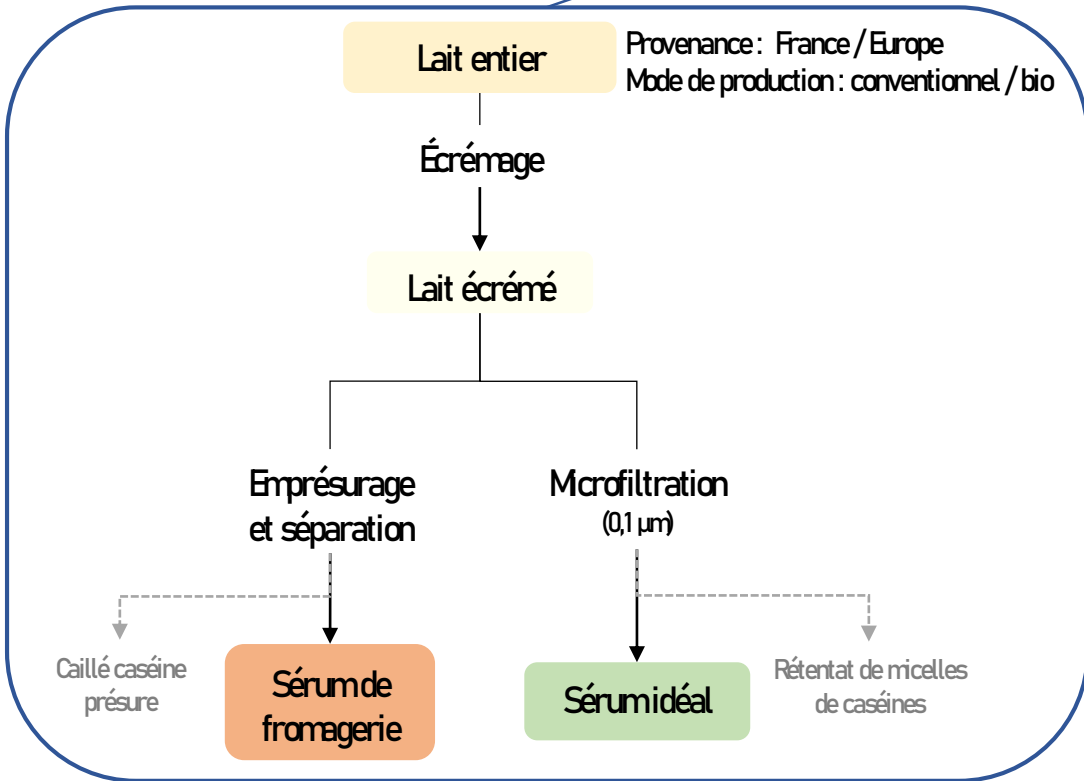 Lait entier
Provenance : France / Europe
Mode de production : conventionnel / bio
Écrémage
Lait écrémé
Emprésurage
et séparation
Microfiltration
(0,1 µm)
Caillé caséine
présure
Sérum de
fromagerie
Sérum idéal
Rétentat de micelles
de caséines